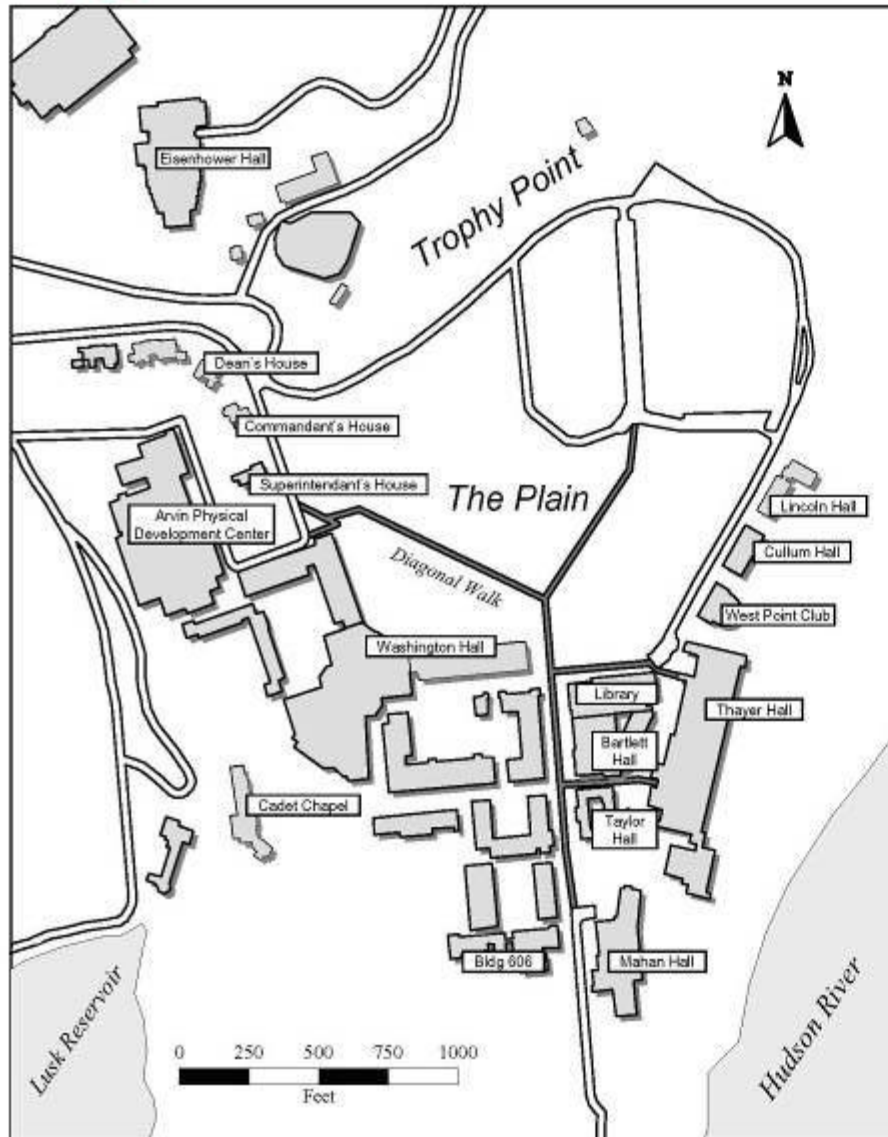 N
Eisenhower Hall
Trophy Point
Dean's House
Commandant's House
Superintendant's House
The Plain
Arvin Physical
Development Center
Lincoln Hall
Cullum Hall
Diagonal Walk
West Point Club
Washington Hall
Library
Thayer Hall
Bartlett
Hall
Cadet Chapel
Taylor
Hall
Bldg 606
Mahan Hall
Lusk Reservoir
Hudson River
0 250 500 750 1000
Feet